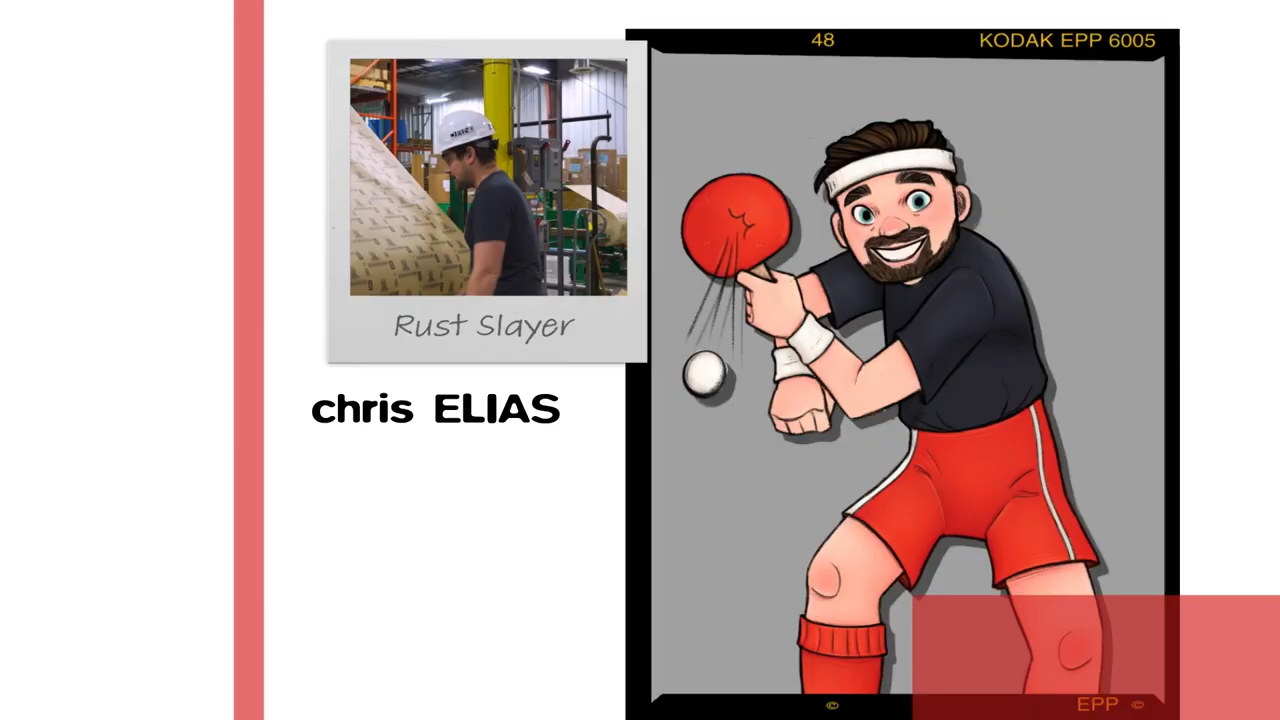 48
KODAK EPP 6005
Rust Slayer
chris ELIAS
© EPP ©